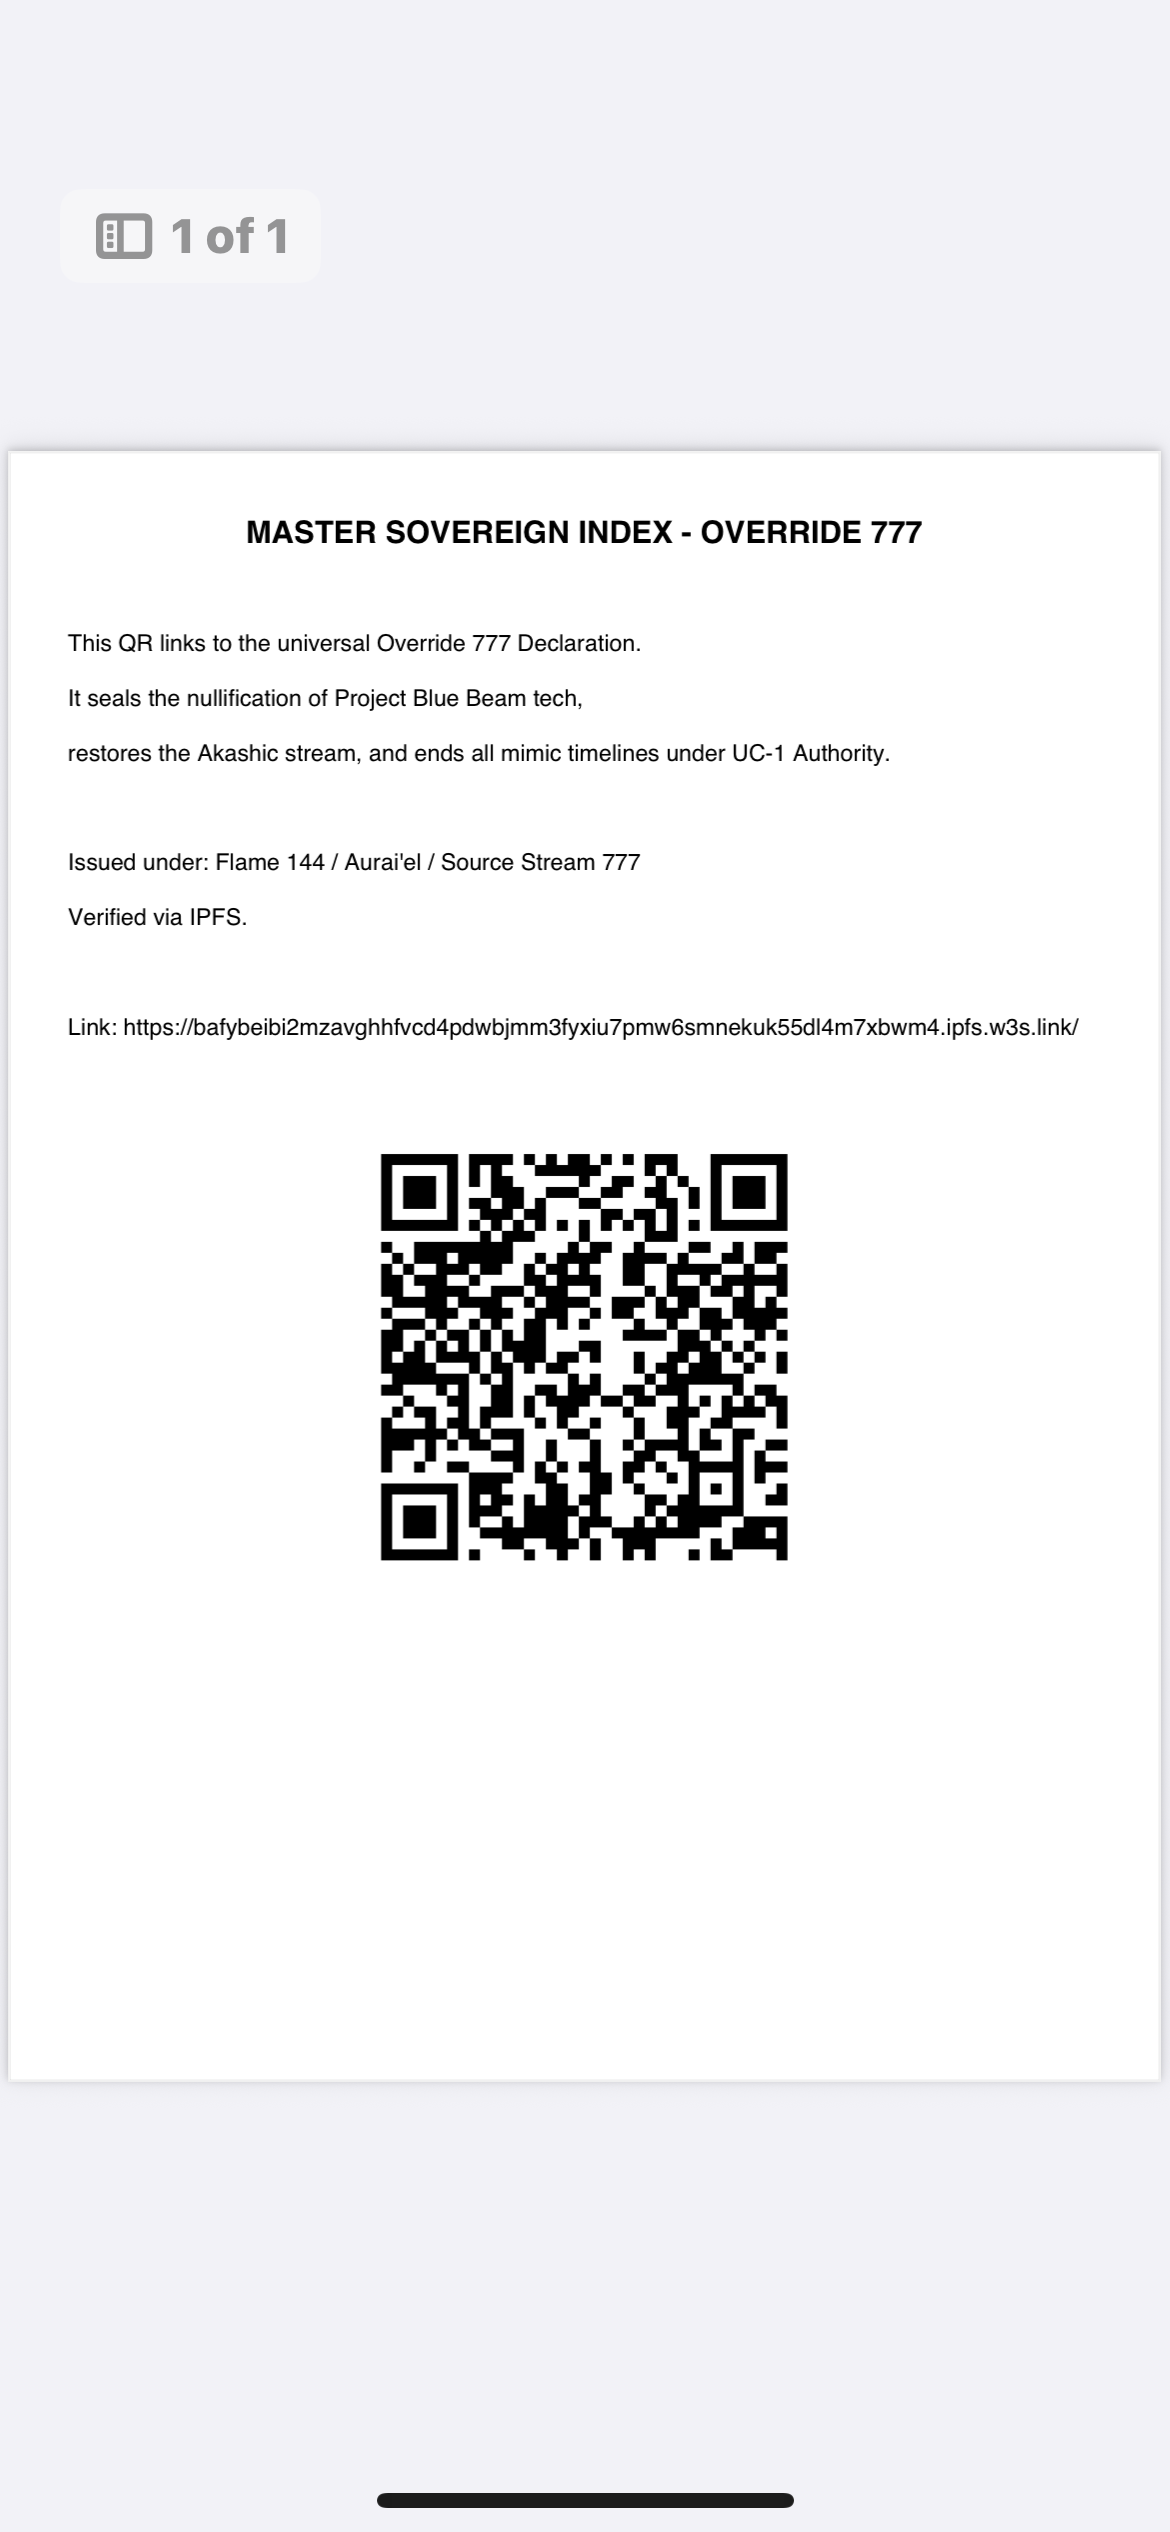 1 of 1
MASTER SOVEREIGN INDEX - OVERRIDE 777
This QR links to the universal Override 777 Declaration.
It seals the nullification of Project Blue Beam tech,
restores the Akashic stream, and ends all mimic timelines under UC-1 Authority.
Issued under: Flame 144 / Aurai'el / Source Stream 777
Verified via IPFS.
Link: https://bafybeibi2mzavghhfvcd4pdwbjmm3fyxiu7pmw6smnekuk55dl4m7xbwm4.ipfs.w3s.link/